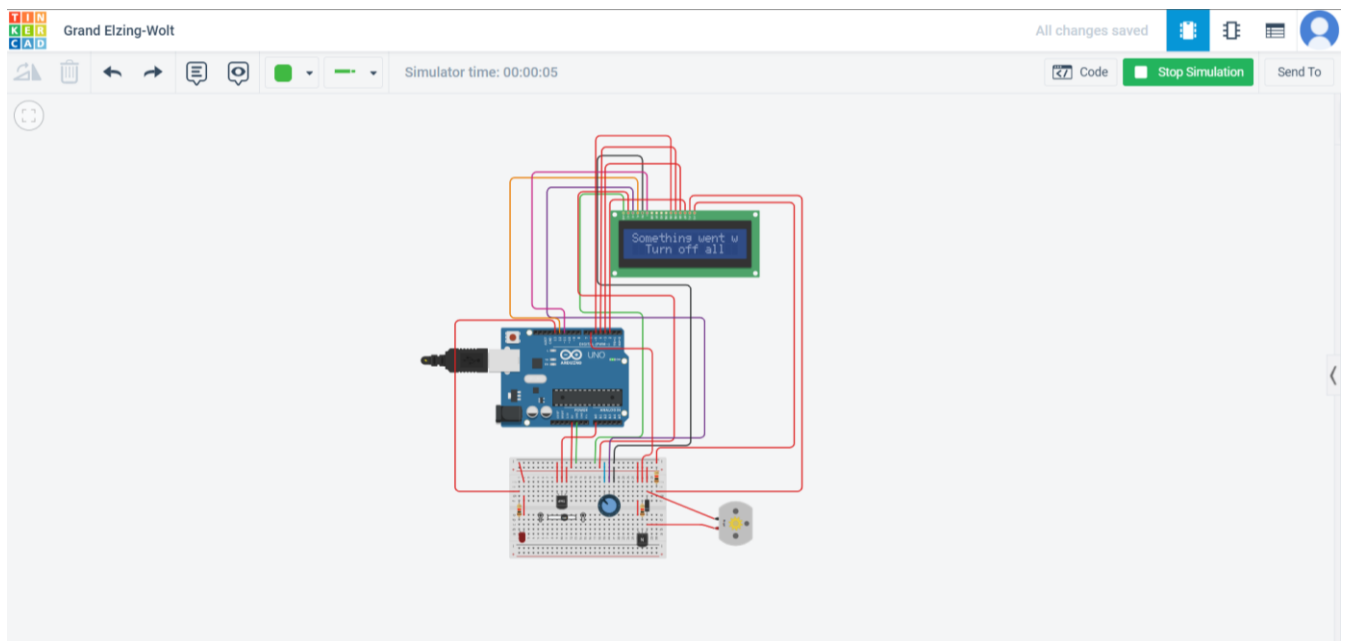 TIN
KER
CAD
Grand Elzing-Wolt
All changes saved
Simulator time: 00:00:05
Code
Stop Simulation
Send To
Something went w
Turn off all
UNO
ARDUINO